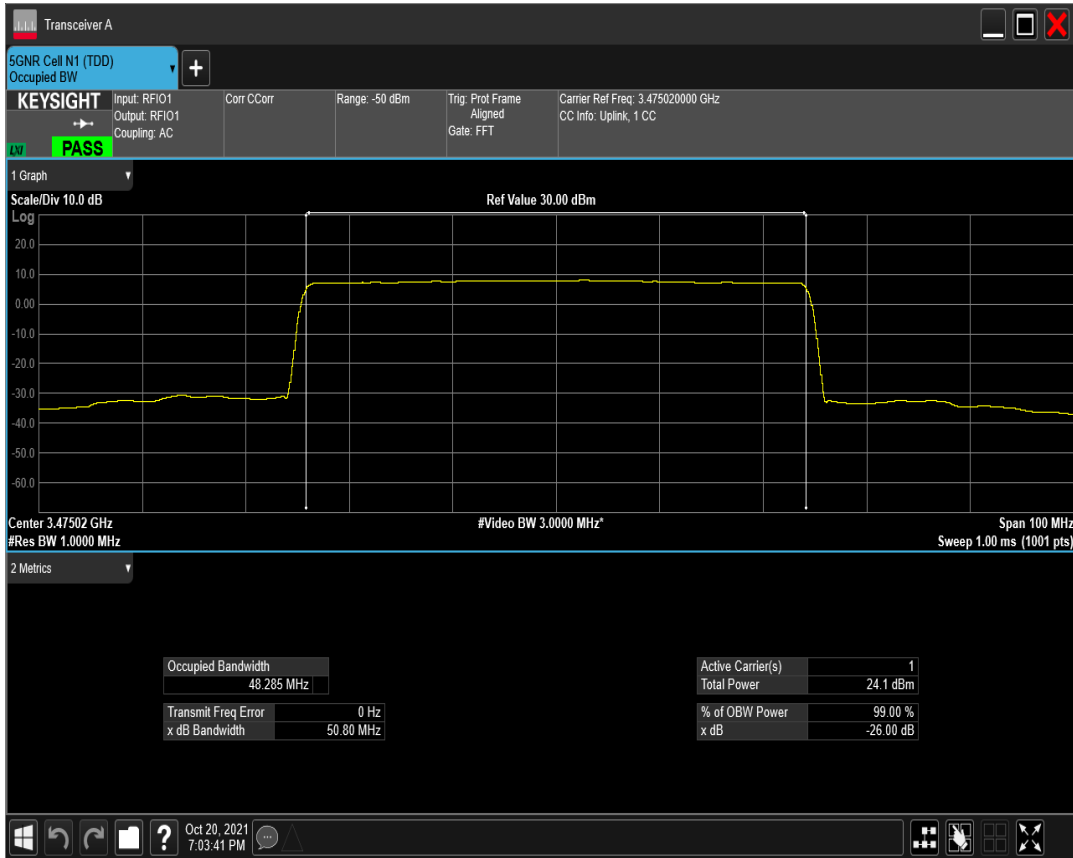 Transceiver A
5GNR Cell N1 (TDD)
Occupied BW
+
KEYSIGHT
LXI
PASS
Input: RFIO1
Output: RFIO1
Coupling: AC
Corr CCorr
Range: -50 dBm
Trig: Prot Frame
Aligned
Gate: FFT
Carrier Ref Freq: 3.475020000 GHz
CC Info: Uplink, 1 CC
1 Graph
Scale/Div 10.0 dB
Ref Value 30.00 dBm
Log
20.0
10.0
0.00
-10.0
-20.0
-30.0
-40.0
-50.0
-60.0
Center 3.47502 GHz
#Video BW 3.0000 MHz*
Span 100 MHz
#Res BW 1.0000 MHz
Sweep 1.00 ms (1001 pts)
2 Metrics
Occupied Bandwidth
48.285 MHz
Transmit Freq Error 0 Hz
x dB Bandwidth 50.80 MHz
Active Carrier(s) 1
Total Power 24.1 dBm
% of OBW Power 99.00 %
x dB -26.00 dB
?
Oct 20, 2021
7:03:41 PM